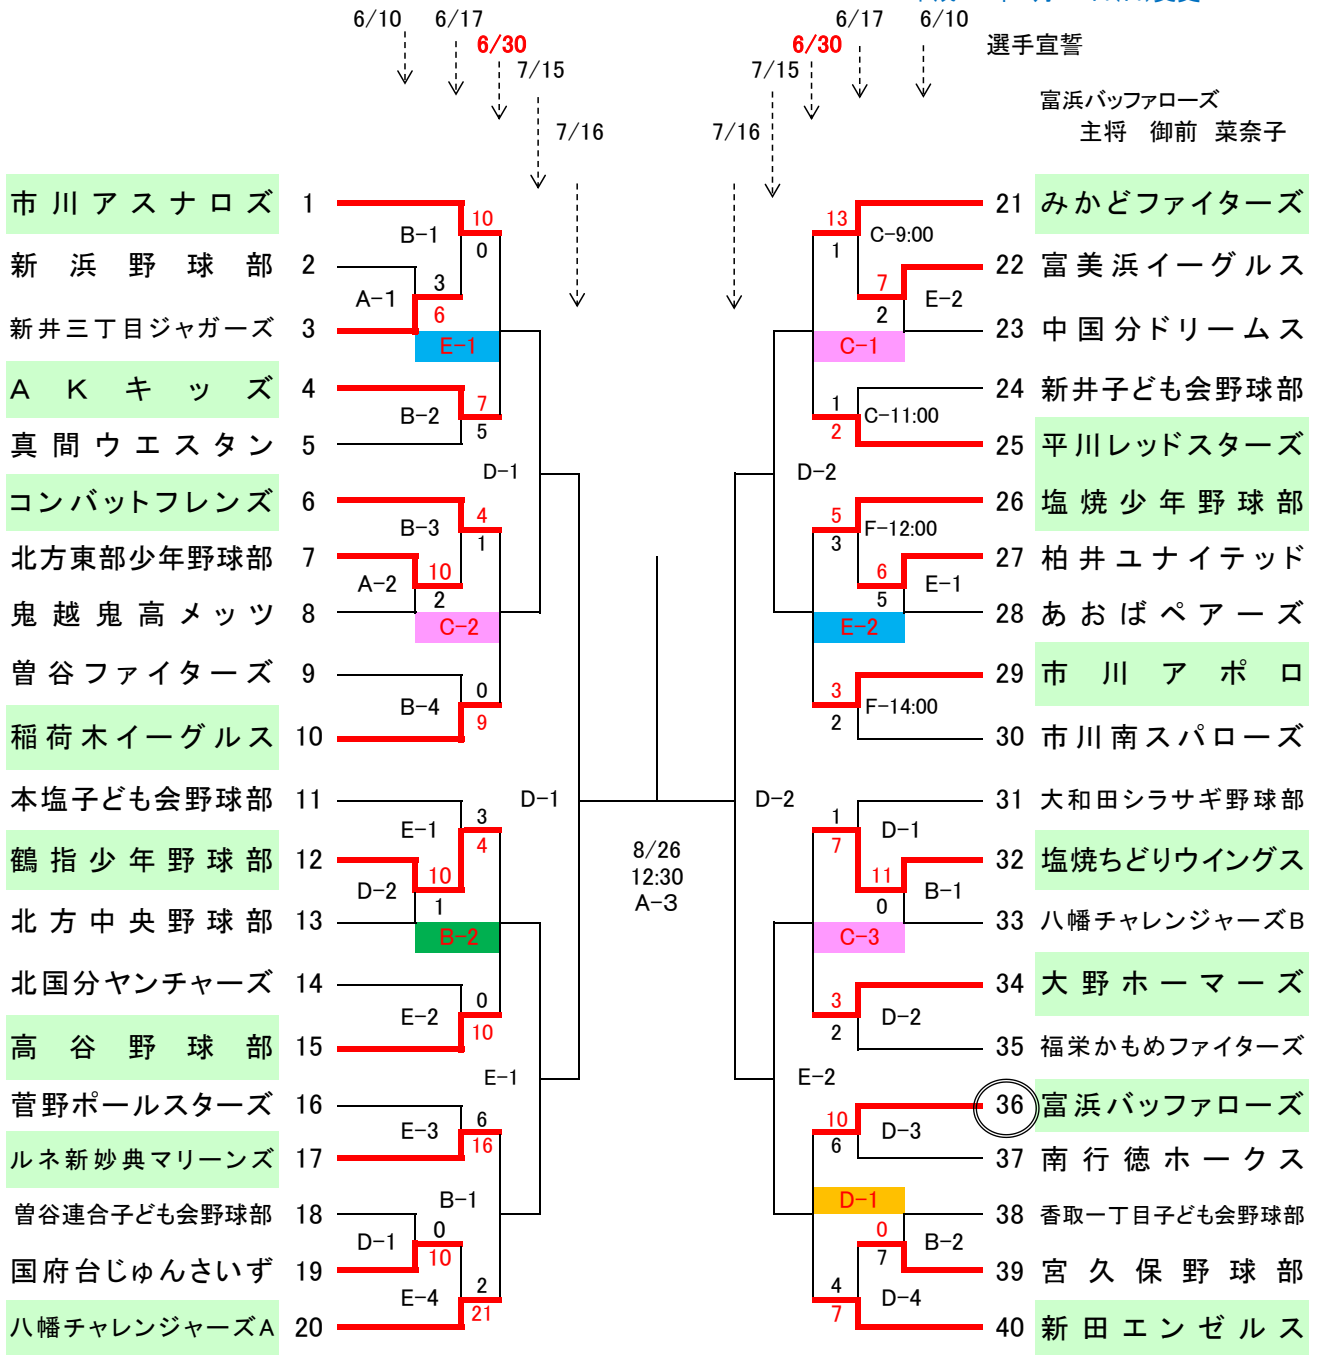 6/10
6/17
6/30
7/15
7/16
7/16
7/15
6/30
6/17
6/10
選手宣誓
富浜バッファローズ
主将 御前 菜奈子
市川アスナロズ 1
新浜野球部 2
新井三丁目ジャガーズ 3
AKキッズ 4
真間ウエスタン 5
コンバットフレンズ 6
北方東部少年野球部 7
鬼越鬼高メッツ 8
曽谷ファイターズ 9
稲荷木イーグルス 10
本塩子ども会野球部 11
鶴指少年野球部 12
北方中央野球部 13
北国分ヤンチャーズ 14
高谷野球部 15
菅野ポールスターズ 16
ルネ新妙典マリーンズ 17
曽谷連合子ども会野球部 18
国府台じゅんさいず 19
八幡チャレンジャーズA 20
B-1
10
0
A-1
3
6
E-1
B-2
7
5
D-1
B-3
4
1
A-2
10
2
C-2
B-4
0
9
D-1
E-1
3
4
D-2
10
1
B-2
E-2
0
10
E-1
E-3
6
16
B-1
D-1
0
10
E-4
2
21
8/26
12:30
A-3
13
1
C-9:00
7
2
E-2
C-1
1
2
C-11:00
D-2
5
3
F-12:00
6
5
E-1
E-2
3
2
F-14:00
D-2
1
7
D-1
11
0
B-1
C-3
3
2
D-2
E-2
10
6
D-3
D-1
0
7
B-2
4
7
D-4
21 みかどファイターズ
22 富美浜イーグルス
23 中国分ドリームス
24 新井子ども会野球部
25 平川レッドスターズ
26 塩焼少年野球部
27 柏井ユナイテッド
28 あおばペアーズ
29 市川アポロ
30 市川南スパローズ
31 大和田シラサギ野球部
32 塩焼ちどりウイングス
33 八幡チャレンジャーズB
34 大野ホーマーズ
35 福栄かもめファイターズ
36 富浜バッファローズ
37 南行徳ホークス
38 香取一丁目子ども会野球部
39 宮久保野球部
40 新田エンゼルス